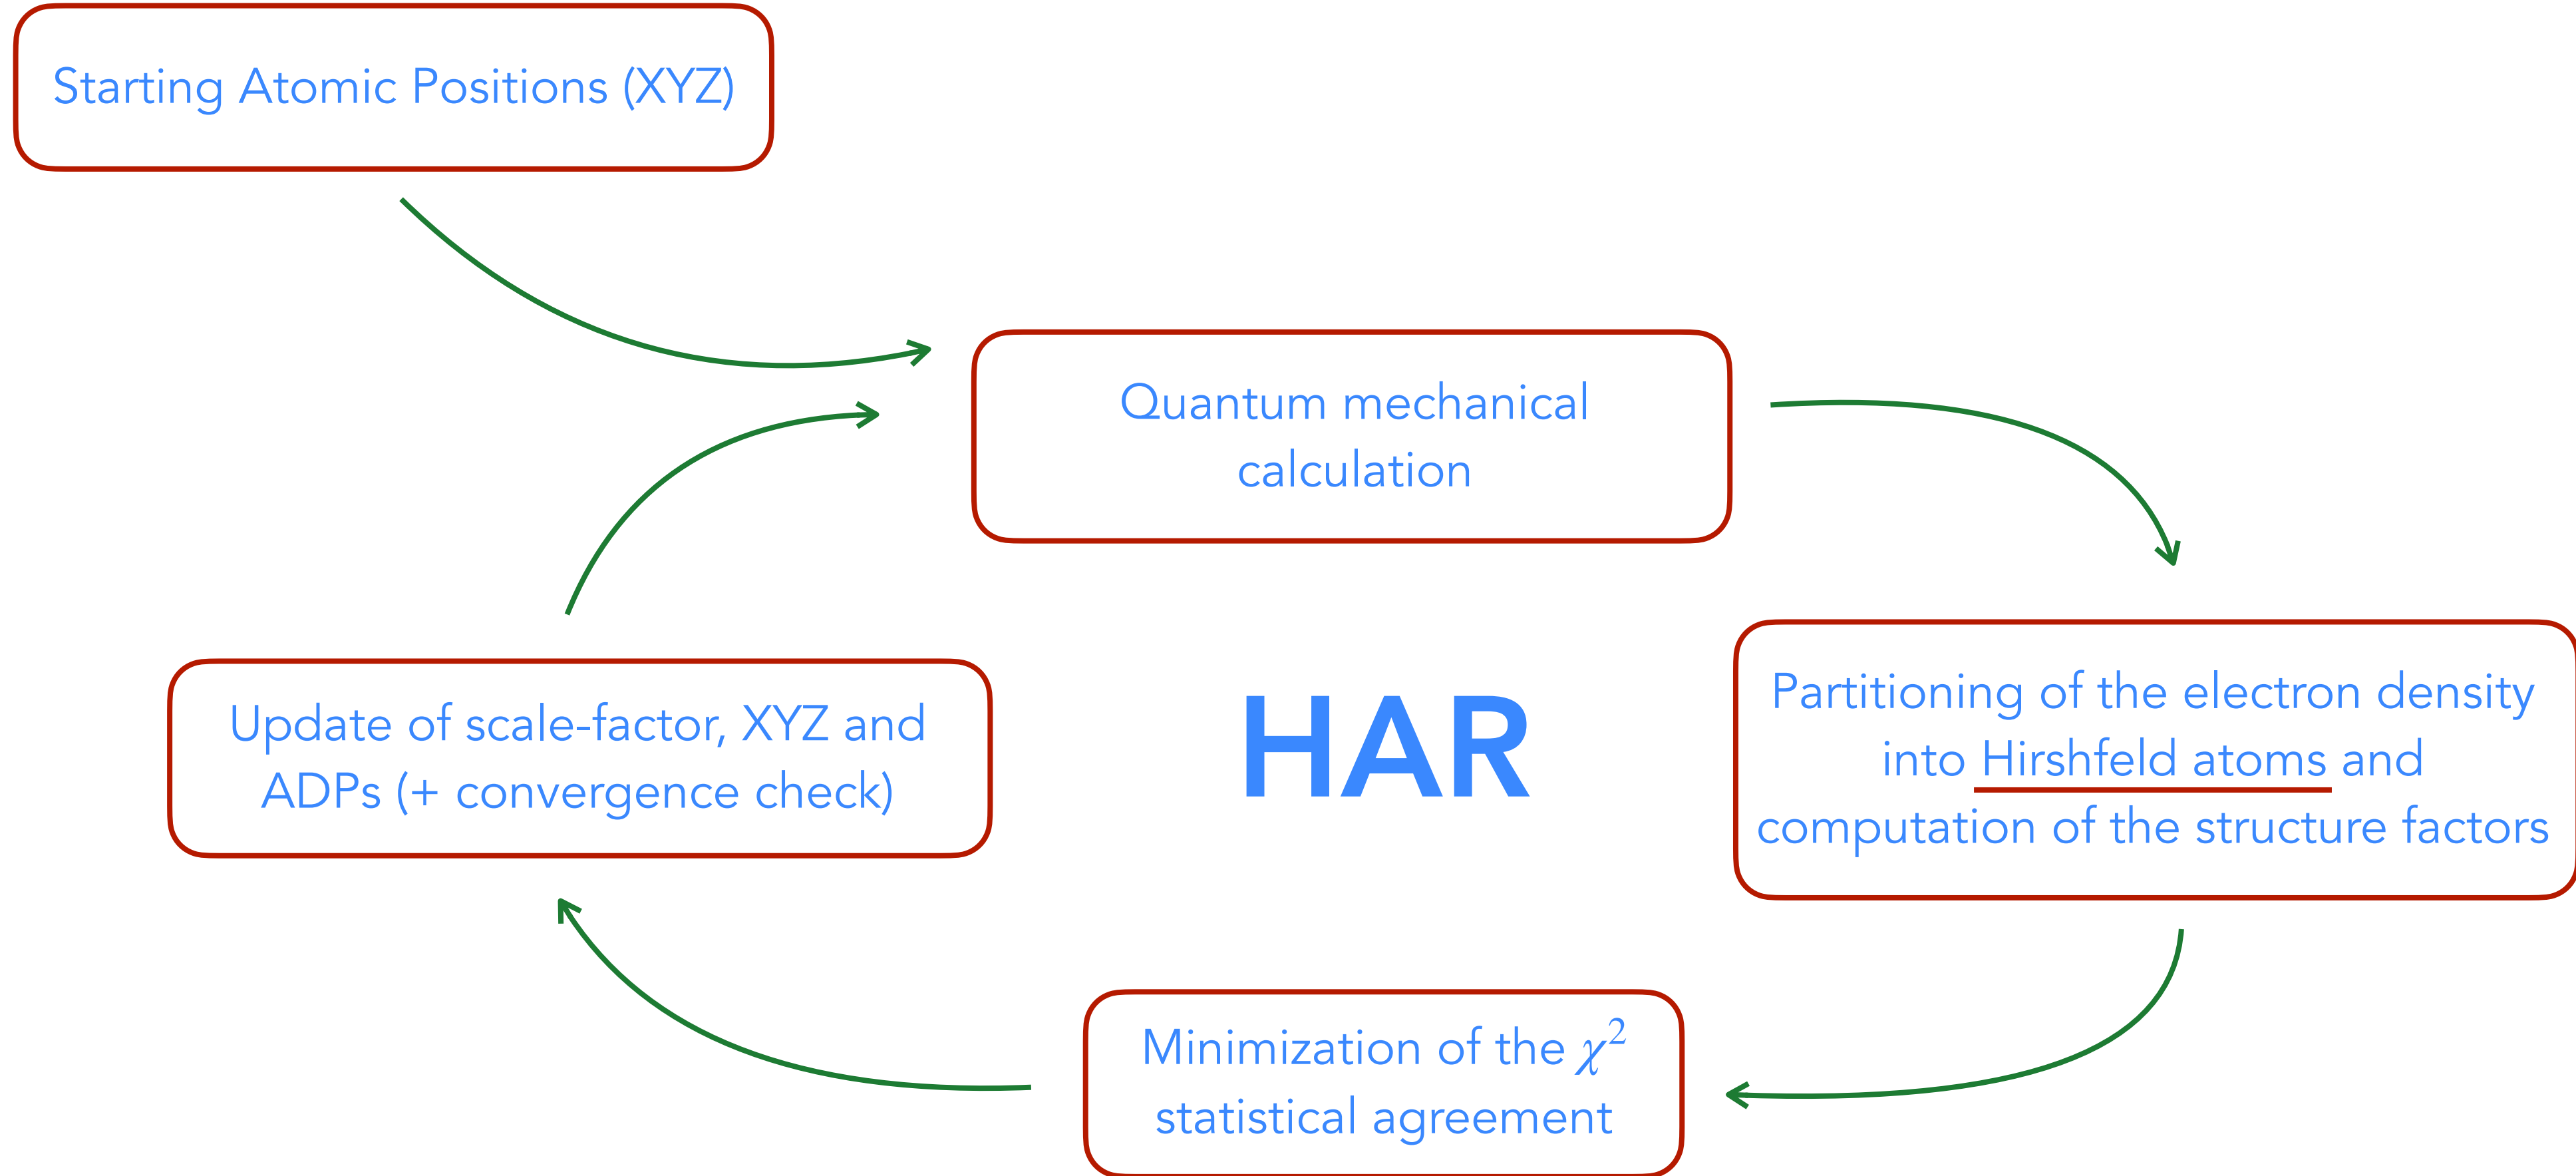 Starting Atomic Positions (XYZ)
Quantum mechanical
calculation
Partitioning of the electron density
into Hirshfeld atoms and
computation of the structure factors
Minimization of the χ²
statistical agreement
Update of scale-factor, XYZ and
ADPs (+ convergence check)
HAR